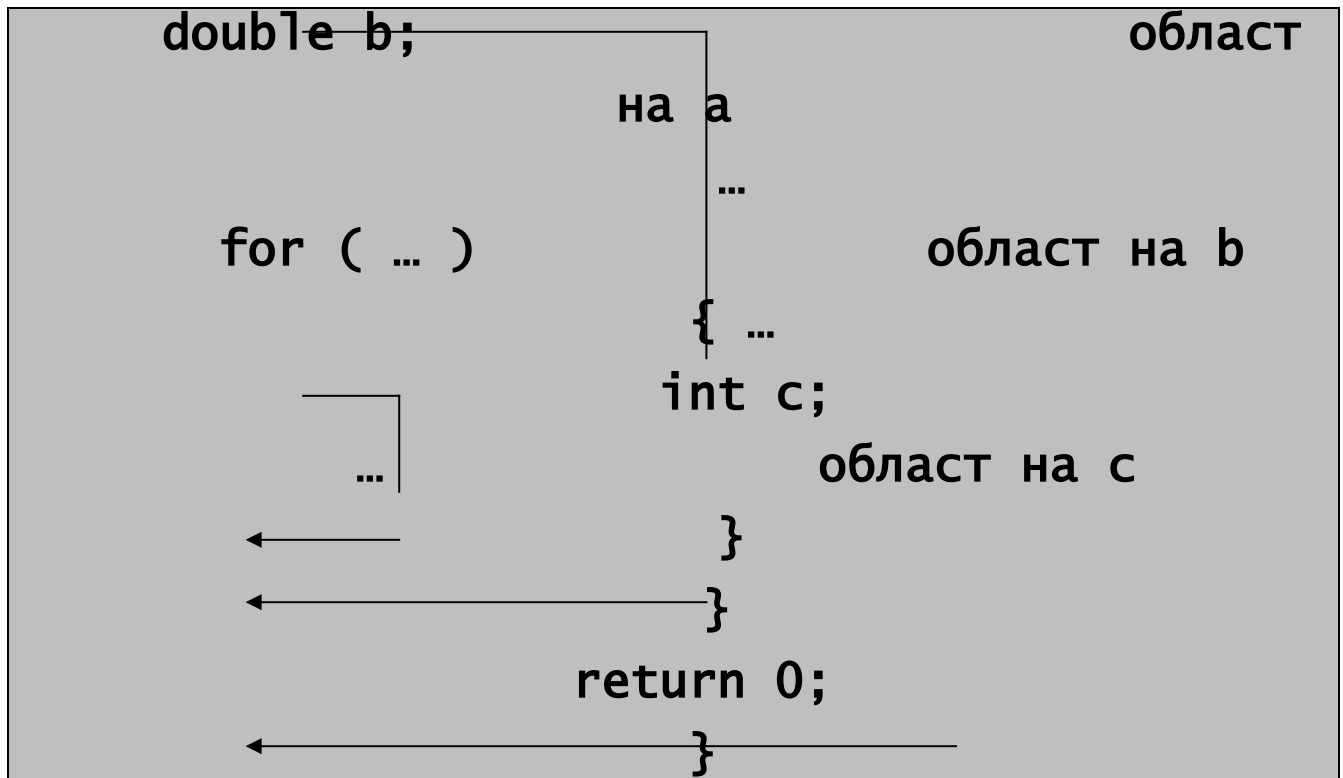 double b; област
на a
…
for ( … ) област на b
{ …
int c;
… област на c
}
}
return 0;
}